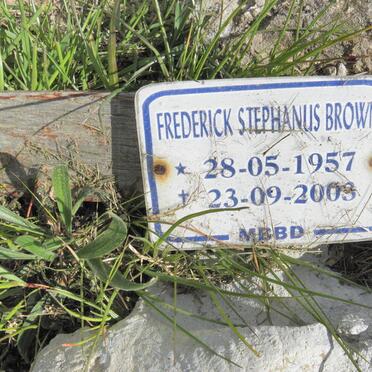 FREDERICK STEPHANUS BROWN
★ 28-05-1957
✝ 23-09-2003
MBBD